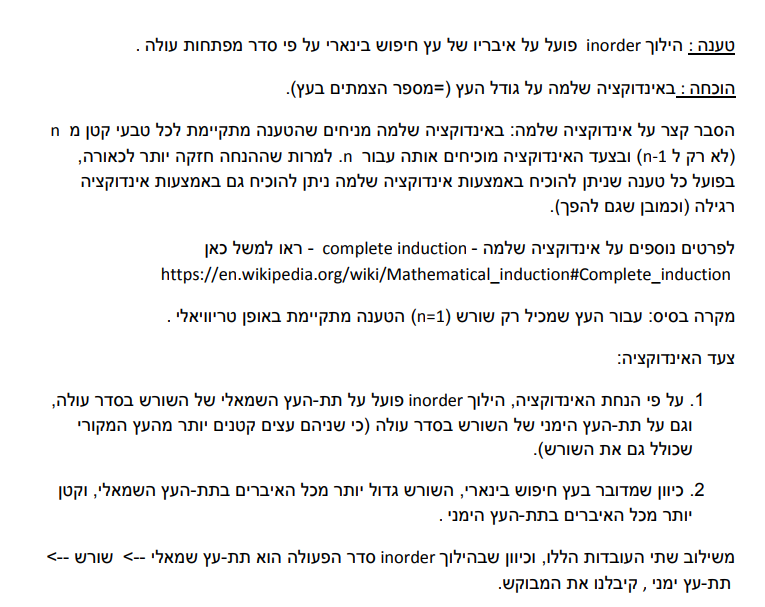 טענה : הילוך inorder פועל על איבריו של עץ חיפוש בינארי על פי סדר מפתחות עולה .
הוכחה : באינדוקציה שלמה על גודל העץ (=מספר הצמתים בעץ).
הסבר קצר על אינדוקציה שלמה: באינדוקציה שלמה מניחים שהטענה מתקיימת לכל טבעי קטן מ n
(לא רק ל n-1) ובצעד האינדוקציה מוכיחים אותה עבור n. למרות שההנחה חזקה יותר לכאורה,
בפועל כל טענה שניתן להוכיח באמצעות אינדוקציה שלמה ניתן להוכיח גם באמצעות אינדוקציה
רגילה (וכמובן שגם להפך).
לפרטים נוספים על אינדוקציה שלמה - complete induction - ראו למשל כאן
https://en.wikipedia.org/wiki/Mathematical_induction#Complete_induction
מקרה בסיס: עבור העץ שמכיל רק שורש (n=1) הטענה מתקיימת באופן טריוויאלי .
צעד האינדוקציה:
1. על פי הנחת האינדוקציה, הילוך inorder פועל על תת-העץ השמאלי של השורש בסדר עולה,
וגם על תת-העץ הימני של השורש בסדר עולה (כי שניהם עצים קטנים יותר מהעץ המקורי
שכולל גם את השורש).
2. כיוון שמדובר בעץ חיפוש בינארי, השורש גדול יותר מכל האיברים בתת-העץ השמאלי, וקטן
יותר מכל האיברים בתת-העץ הימני .
משילוב שתי העובדות הללו, וכיוון שבהילוך inorder סדר הפעולה הוא תת-עץ שמאלי --> שורש -->
תת-עץ ימני , קיבלנו את המבוקש.